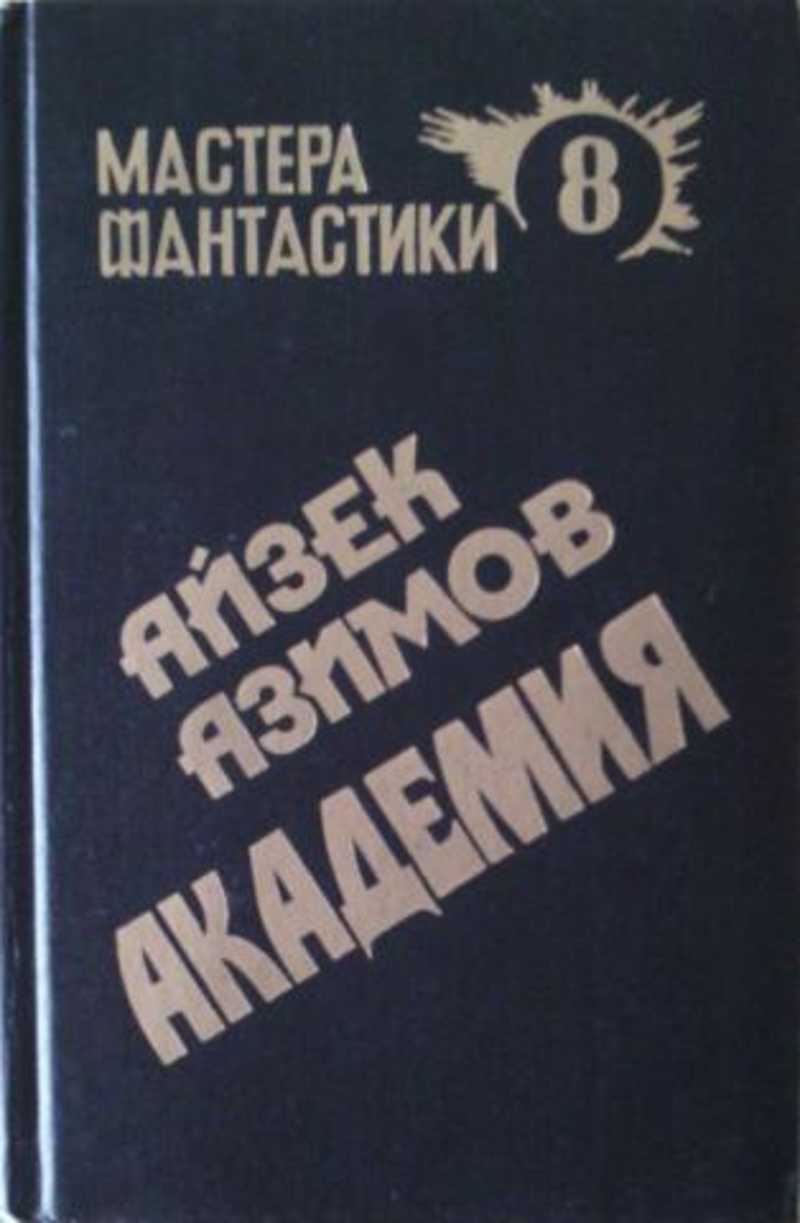 МАСТЕРА
ФАНТАСТИКИ
8
АЙЗЕК
АЗИМОВ
АКАДЕМИЯ